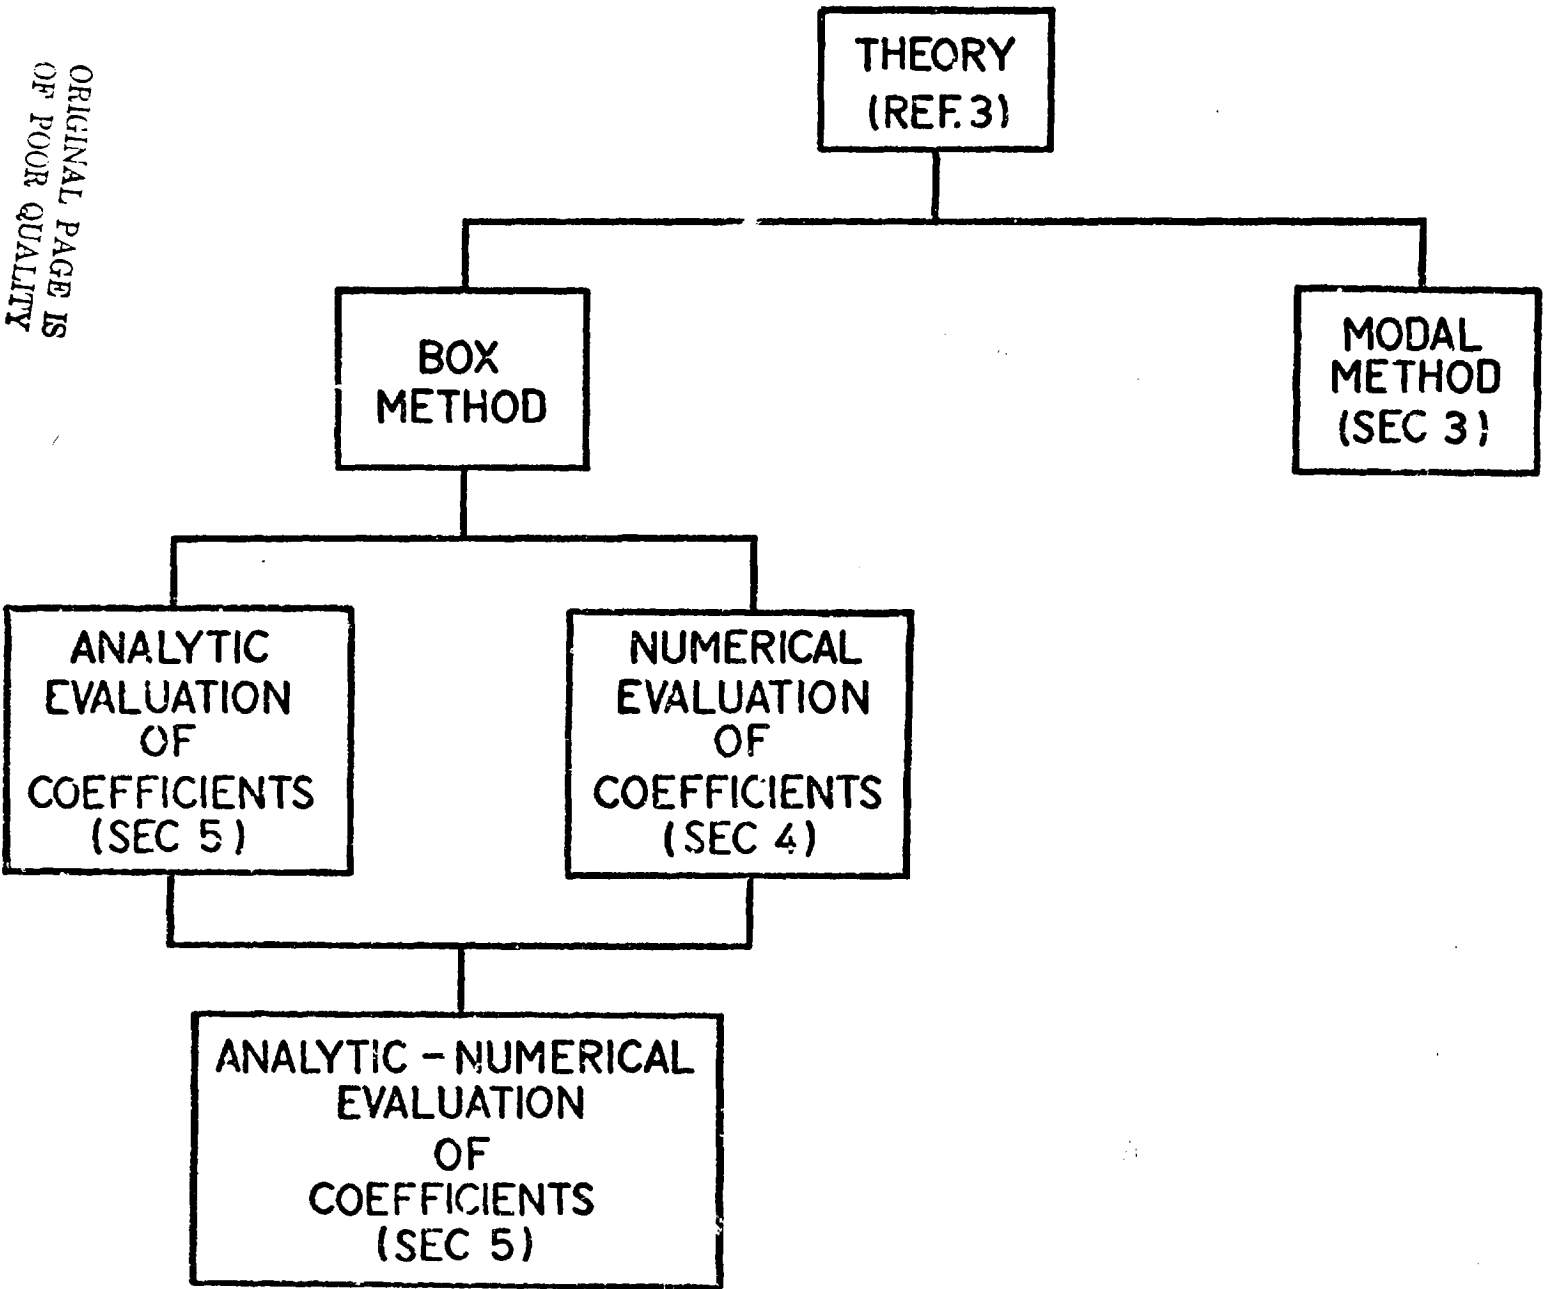 ORIGINAL PAGE IS
OF POOR QUALITY
THEORY
(REF. 3)
BOX
METHOD
MODAL
METHOD
(SEC 3)
ANALYTIC
EVALUATION
OF
COEFFICIENTS
(SEC 5)
NUMERICAL
EVALUATION
OF
COEFFICIENTS
(SEC 4)
ANALYTIC – NUMERICAL
EVALUATION
OF
COEFFICIENTS
(SEC 5)